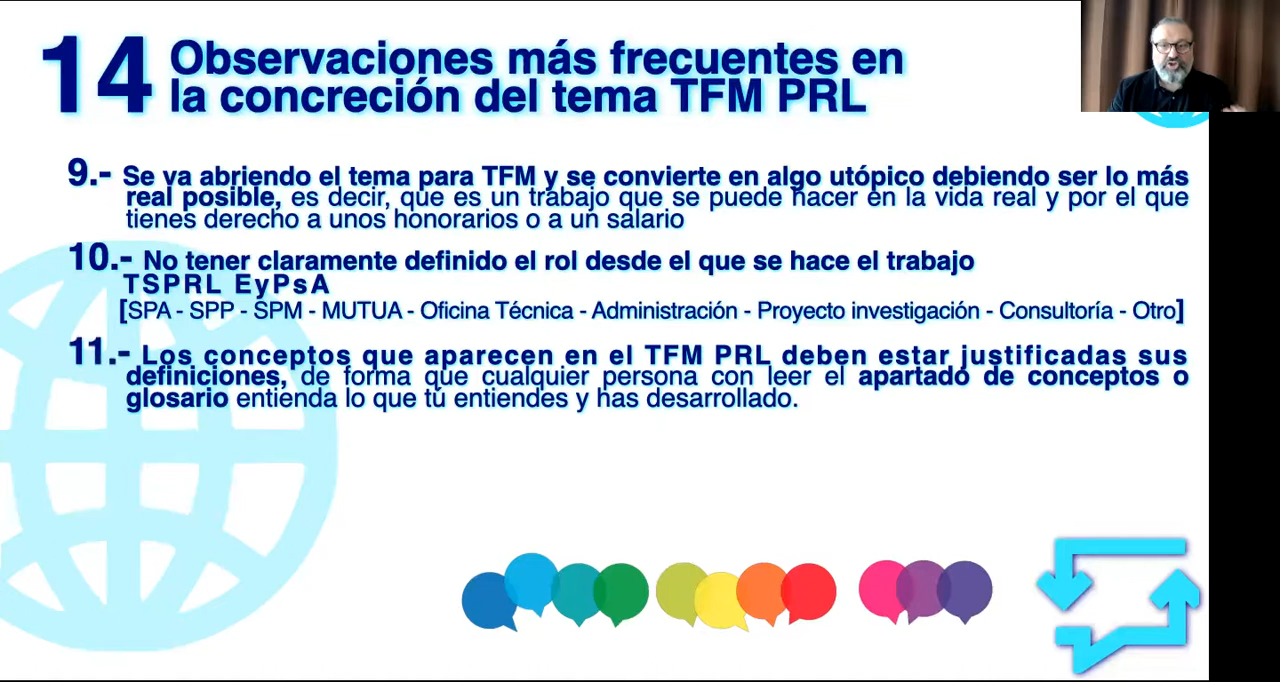 14 Observaciones más frecuentes en
la concreción del tema TFM PRL
9.- Se va abriendo el tema para TFM y se convierte en algo utópico debiendo ser lo más
real posible, es decir, que es un trabajo que se puede hacer en la vida real y por el que
tienes derecho a unos honorarios o a un salario
10.- No tener claramente definido el rol desde el que se hace el trabajo
TSPRL EyPsA
[SPA - SPP - SPM - MUTUA - Oficina Técnica - Administración - Proyecto investigación - Consultoría - Otro]
11.- Los conceptos que aparecen en el TFM PRL deben estar justificadas sus
definiciones, de forma que cualquier persona con leer el apartado de conceptos o
glosario entienda lo que tú entiendes y has desarrollado.